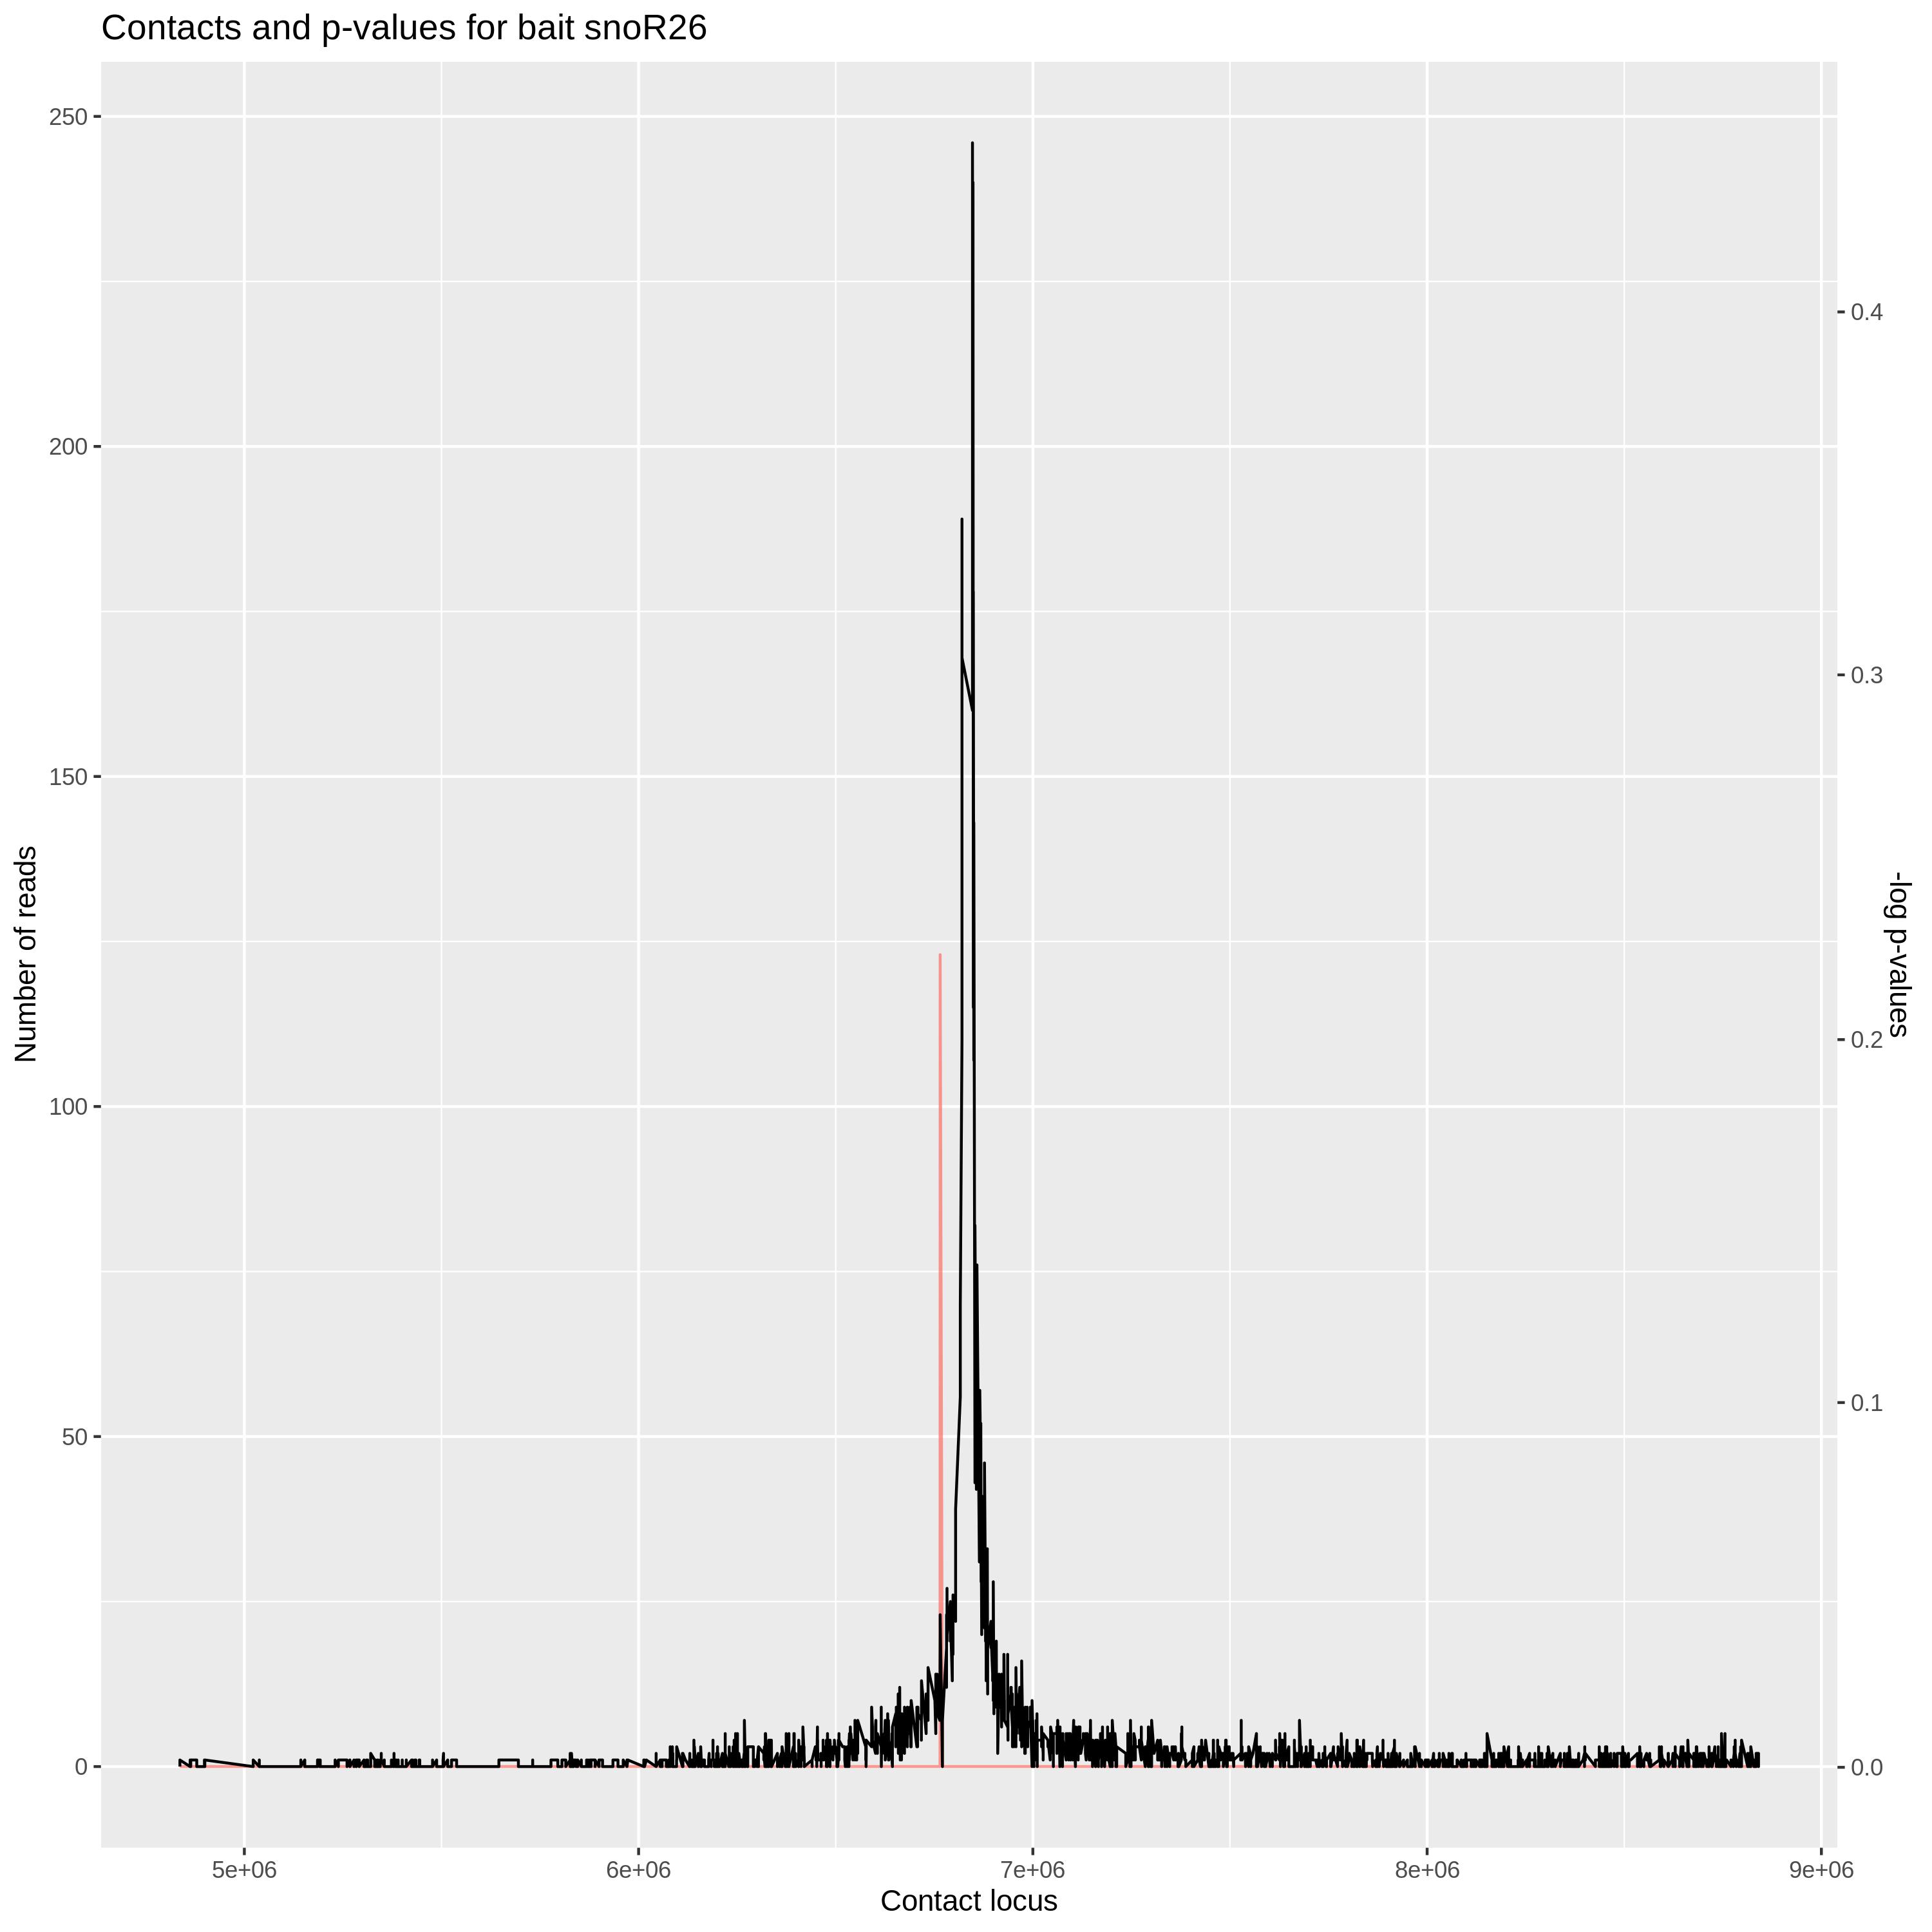 Contacts and p-values for bait snoR26
250
200
150
100
50
0
Number of reads
0.4
0.3
0.2
0.1
0.0
-log p-values
5e+06
6e+06
7e+06
8e+06
9e+06
Contact locus